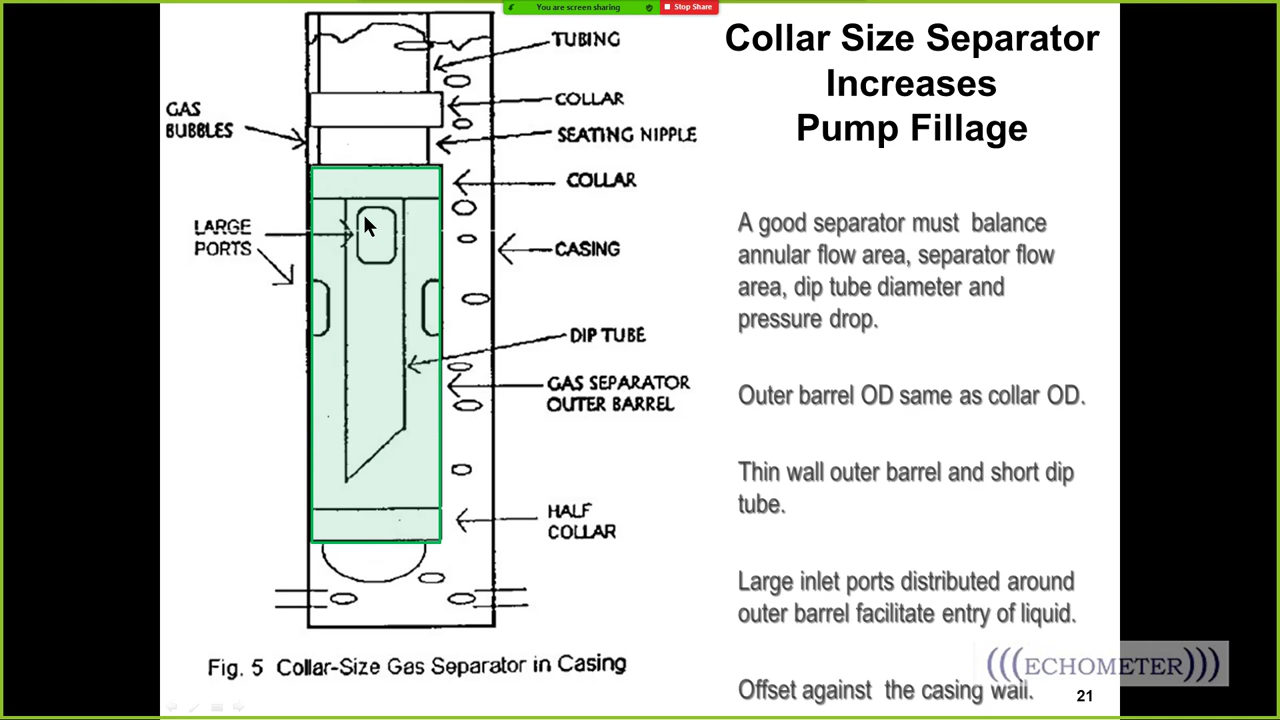 You are screen sharing
Stop Share
Collar Size Separator
Increases
Pump Fillage
TUBING
COLLAR
GAS
BUBBLES
SEATING NIPPLE
COLLAR
LARGE
PORTS
CASING
DIP TUBE
GAS SEPARATOR
OUTER BARREL
HALF
COLLAR
Fig. 5 Collar-Size Gas Separator in Casing
A good separator must balance
annular flow area, separator flow
area, dip tube diameter and
pressure drop.
Outer barrel OD same as collar OD.
Thin wall outer barrel and short dip
tube.
Large inlet ports distributed around
outer barrel facilitate entry of liquid.
Offset against the casing wall.
(((ECHOMETER)))
21